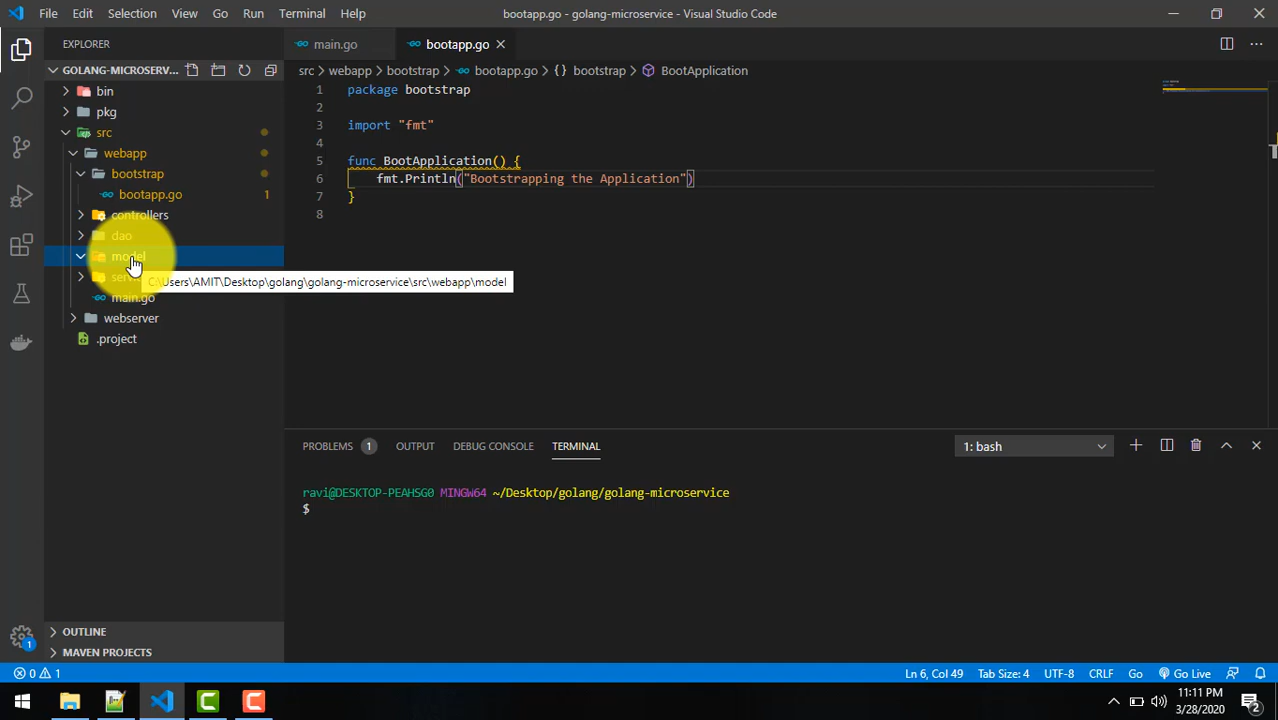 File Edit Selection View Go Run Terminal Help
bootapp.go - golang-microservice - Visual Studio Code
EXPLORER
GOLANG-MICROSERV...
bin
pkg
src
webapp
bootstrap
bootapp.go 1
controllers
dao
model
main.go
webserver
.project
OUTLINE
MAVEN PROJECTS
main.go
bootapp.go
src > webapp > bootstrap > bootapp.go > {} bootstrap > BootApplication
1 package bootstrap
2
3 import "fmt"
4
5 func BootApplication() {
6 fmt.Println("Bootstrapping the Application")
7 }
8
C:\Users\AMIT\Desktop\golang\golang-microservice\src\webapp\model
PROBLEMS 1 OUTPUT DEBUG CONSOLE TERMINAL
1: bash
ravi@DESKTOP-PEAHSG0 MINGW64 ~/Desktop/golang/golang-microservice
$
1
0 1
Ln 6, Col 49 Tab Size: 4 UTF-8 CRLF Go Go Live
11:11 PM
3/28/2020
2